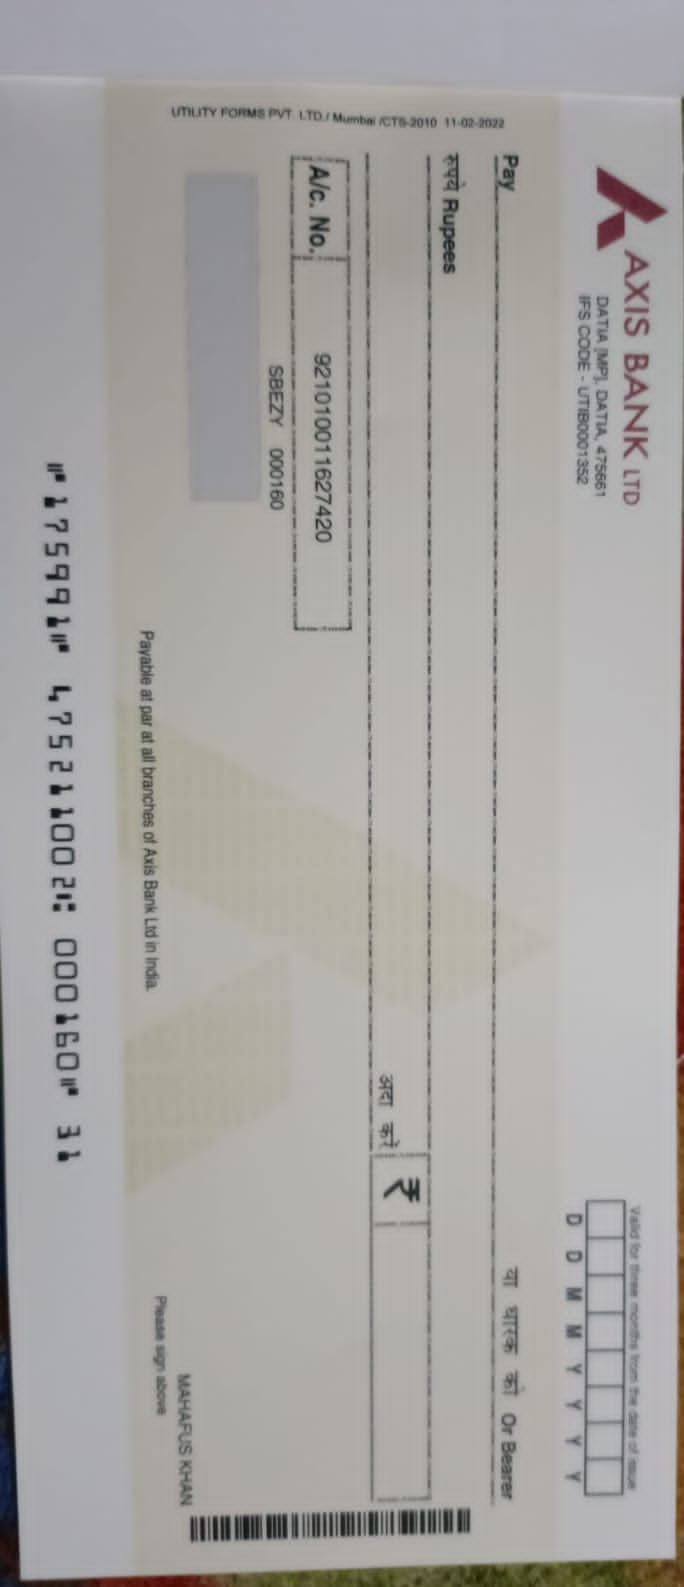 AXIS BANK LTD
DATIA [MP], DATIA, 475661
IFS CODE - UTIB0001352
Valid for three months from the date of issue
D D M M Y Y Y Y
Pay
या धारक को Or Bearer
रुपये Rupees
अदा करें
₹
A/c. No.
921010011627420
SBEZY 000160
MAHAFUS KHAN
Please sign above
Payable at par at all branches of Axis Bank Ltd in India.
UTILITY FORMS PVT. LTD./ Mumbai /CTS-2010 11-02-2022
⑈175991⑈ 475211002⑆ 000160⑈ 31